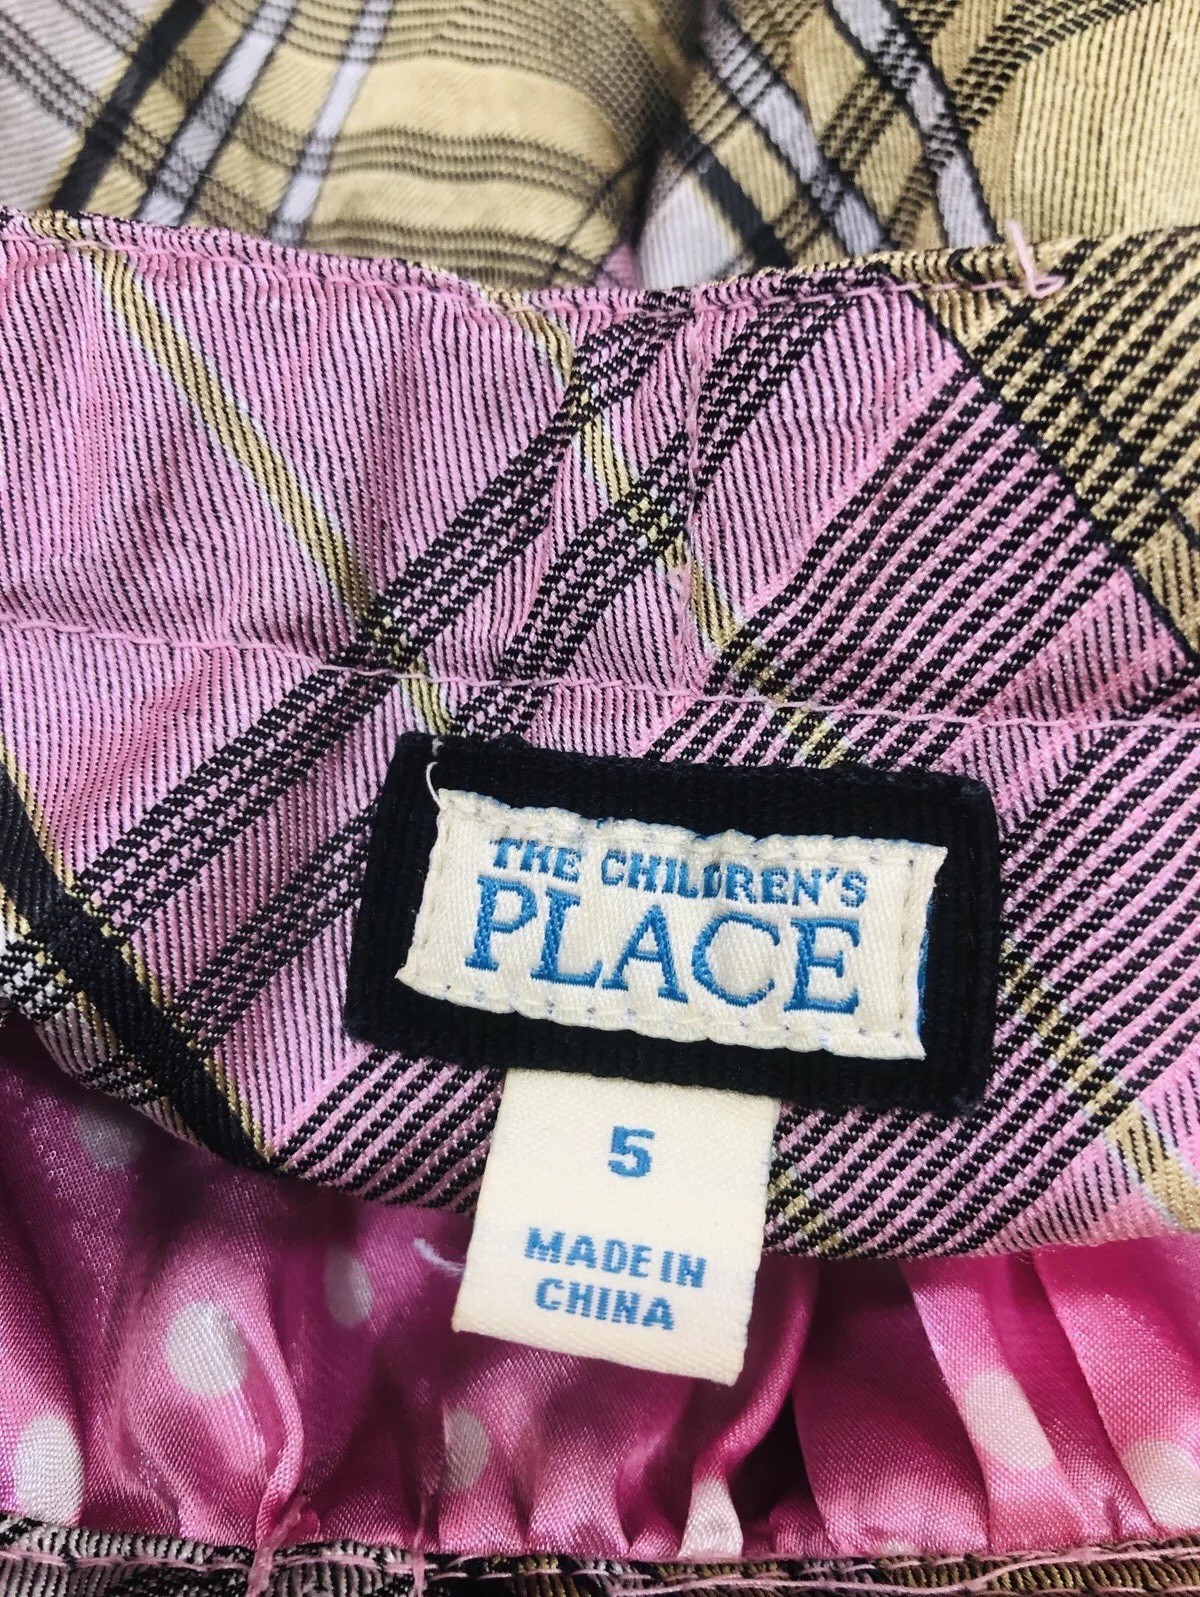 THE CHILDREN'S
PLACE
5
MADE IN
CHINA